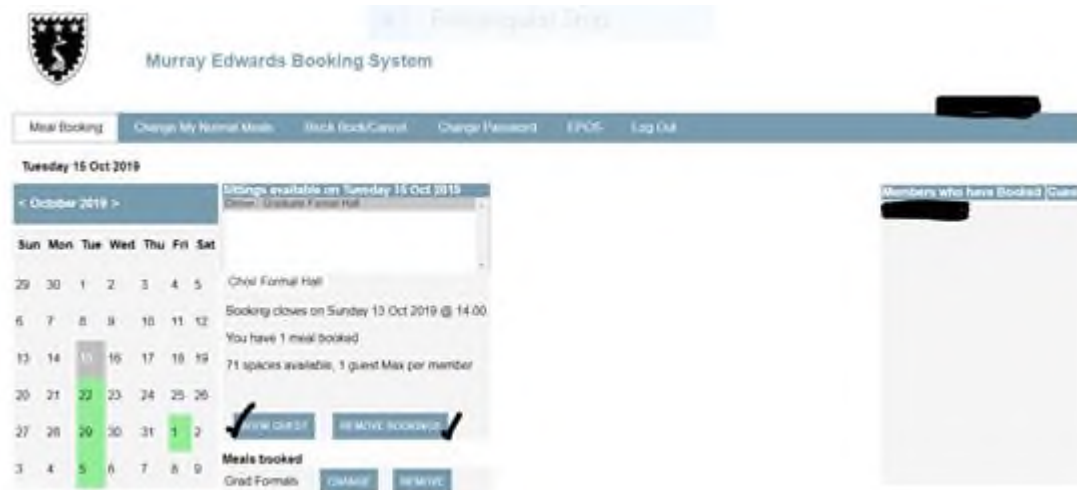 Murray Edwards Booking System
Meal Booking Change My Normal Meals Block Book/Cancel Change Password EPOS Log Out
Tuesday 15 Oct 2019
< October 2019 >
Sun Mon Tue Wed Thu Fri Sat
29 30 1 2 3 4 5
6 7 8 9 10 11 12
13 14 15 16 17 18 19
20 21 22 23 24 25 26
27 28 29 30 31 1 2
3 4 5 6 7 8 9
Sittings available on Tuesday 15 Oct 2019
Dinner - Graduate Formal Hall
Formal Hall
Booking closes on Sunday 13 Oct 2019 @ 14.00
You have 1 meal booked
71 spaces available, 1 guest Max per member
BOOK GUEST REMOVE BOOKINGS
Meals booked
Grad Formals CHANGE REMOVE
Members who have Booked